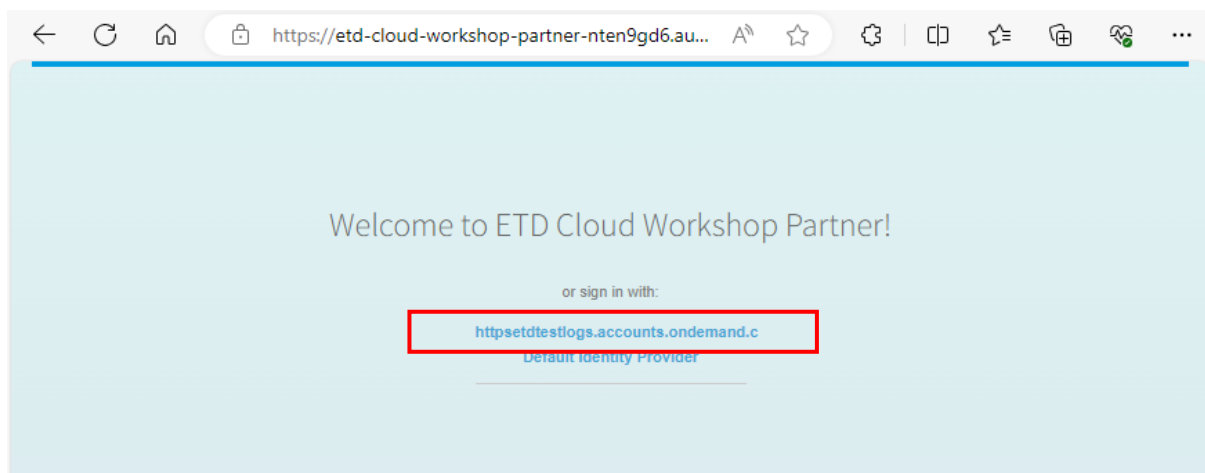 https://etd-cloud-workshop-partner-nten9gd6.au...
Welcome to ETD Cloud Workshop Partner!
or sign in with:
httpsetdtestlogs.accounts.ondemand.c
Default Identity Provider